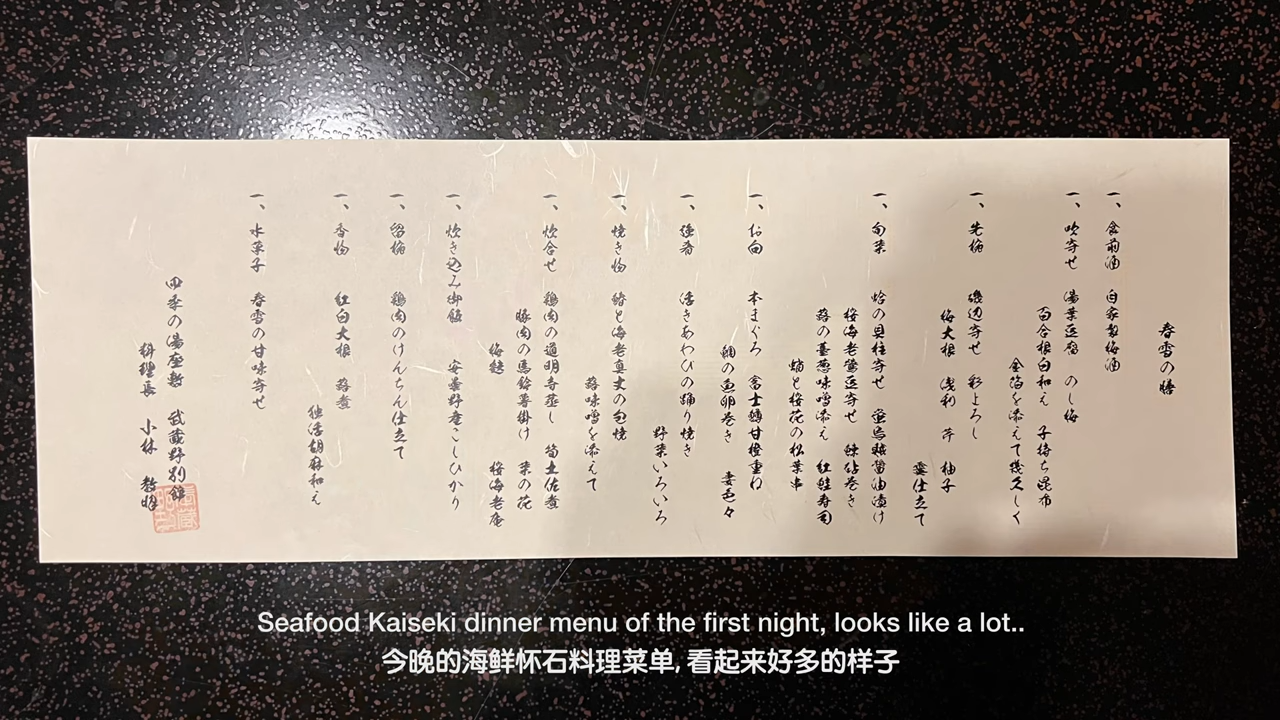 春雪の膳
一、食前酒 自家製梅酒
一、吹寄せ 湯葉豆腐 のし梅
百合根白和え 子持ち昆布
金箔を添えて幾久しく
一、先椀 磯辺寄せ 彩よろし
梅大根 浅利 芹 柚子
霙仕立て
一、旬菜 蛤の貝柱寄せ 蛍烏賊醤油漬け
桜海老鶯豆寄せ 鰊砧巻き
蕗の薹葱味噌添え 紅鮭寿司
蛸と桜花の松葉串
一、お向 本まぐろ 富士鱒甘橙重ね
鯛の魚卵巻き 妻色々
一、強肴 活きあわびの踊り焼き
野菜いろいろ
一、焼き物 と海老真丈の包焼
蕗味噌を添えて
一、炊合せ 鶏肉の道明寺蒸し 筍土佐煮
豚肉の馬鈴薯掛け 菜の花
梅麩 桜海老庵
一、炊き込み御飯 安曇野産こしひかり
一、留椀 鶏肉のけんちん仕立て
一、香物 紅白大根 蕗煮
独活胡麻和え
一、水菓子 春雪の甘味寄せ
四季の湯座敷 武蔵野別館
料理長 小林
Seafood Kaiseki dinner menu of the first night, looks like a lot..
今晚的海鲜怀石料理菜单, 看起来好多的样子